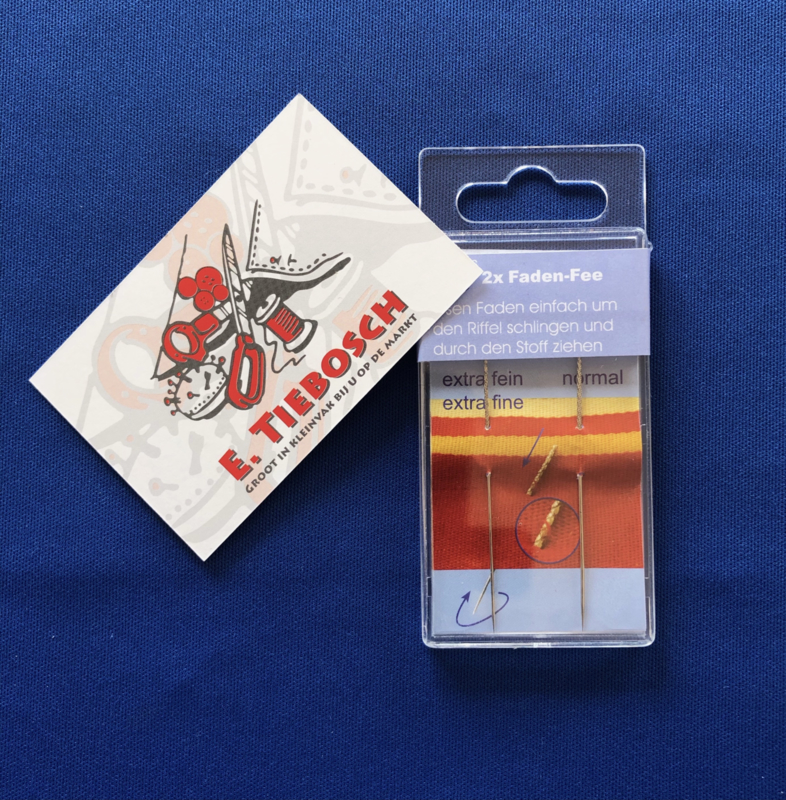 E. TIEBOSCH
GROOT IN KLEINVAK BIJ U OP DE MARKT
2x Faden-Fee
Faden einfach um
den Riffel schlingen und
durch den Stoff ziehen
extra fein normal
extra fine